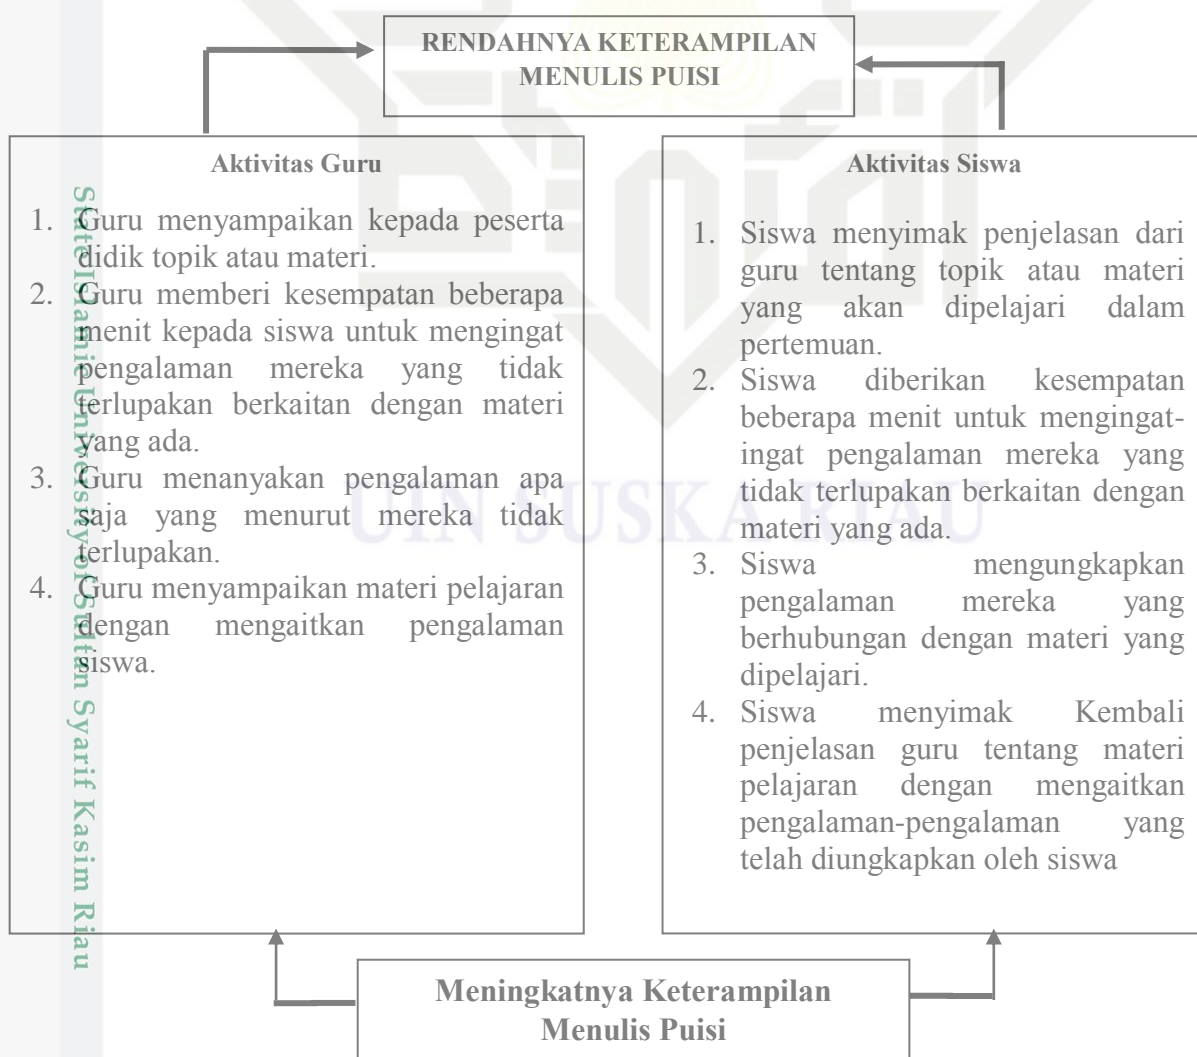 RENDAHNYA KETERAMPILAN
MENULIS PUISI
Aktivitas Guru
1. Guru menyampaikan kepada peserta
didik topik atau materi.
2. Guru memberi kesempatan beberapa
menit kepada siswa untuk mengingat
pengalaman mereka yang tidak
terlupakan berkaitan dengan materi
yang ada.
3. Guru menanyakan pengalaman apa
saja yang menurut mereka tidak
terlupakan.
4. Guru menyampaikan materi pelajaran
dengan mengaitkan pengalaman
siswa.
Aktivitas Siswa
1. Siswa menyimak penjelasan dari
guru tentang topik atau materi
yang akan dipelajari dalam
pertemuan.
2. Siswa diberikan kesempatan
beberapa menit untuk mengingat-
ingat pengalaman mereka yang
tidak terlupakan berkaitan dengan
materi yang ada.
3. Siswa mengungkapkan
pengalaman mereka yang
berhubungan dengan materi yang
dipelajari.
4. Siswa menyimak Kembali
penjelasan guru tentang materi
pelajaran dengan mengaitkan
pengalaman-pengalaman yang
telah diungkapkan oleh siswa
Meningkatnya Keterampilan
Menulis Puisi
State Islamic University of Sultan Syarif Kasim Riau
UIN SUSKA RIAU